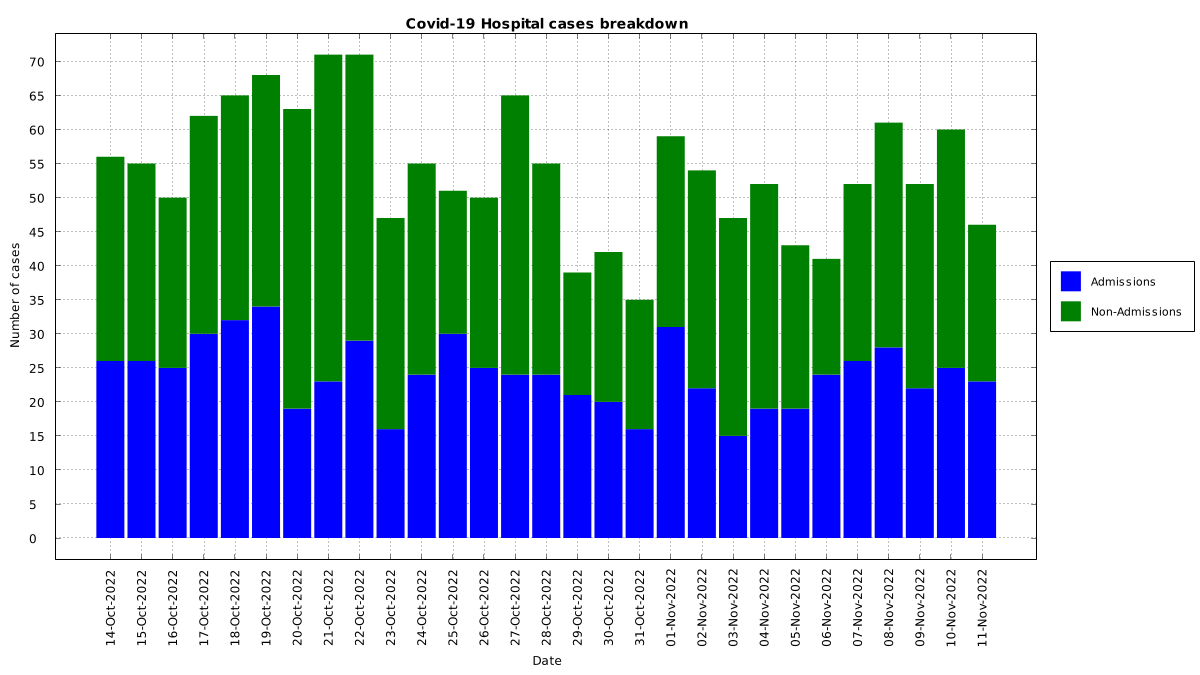 Covid-19 Hospital cases breakdown
70
65
60
55
50
45
40
35
30
25
20
15
10
5
0
Number of cases
14-Oct-2022
15-Oct-2022
16-Oct-2022
17-Oct-2022
18-Oct-2022
19-Oct-2022
20-Oct-2022
21-Oct-2022
22-Oct-2022
23-Oct-2022
24-Oct-2022
25-Oct-2022
26-Oct-2022
27-Oct-2022
28-Oct-2022
29-Oct-2022
30-Oct-2022
31-Oct-2022
01-Nov-2022
02-Nov-2022
03-Nov-2022
04-Nov-2022
05-Nov-2022
06-Nov-2022
07-Nov-2022
08-Nov-2022
09-Nov-2022
10-Nov-2022
11-Nov-2022
Date
Admissions
Non-Admissions